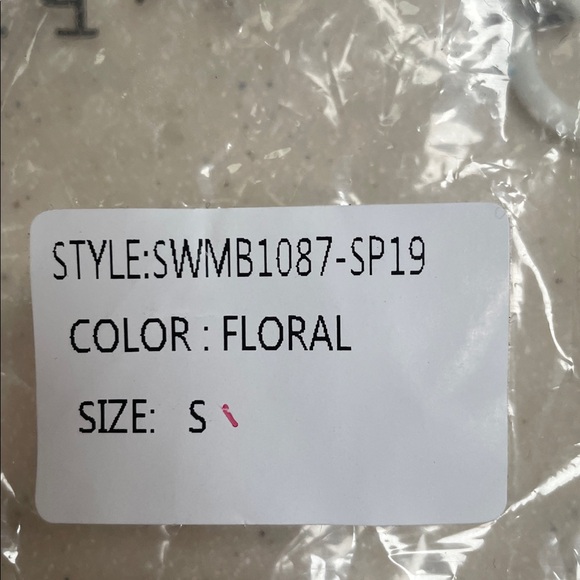 STYLE:SWMB1087-SP19
COLOR : FLORAL
SIZE: S